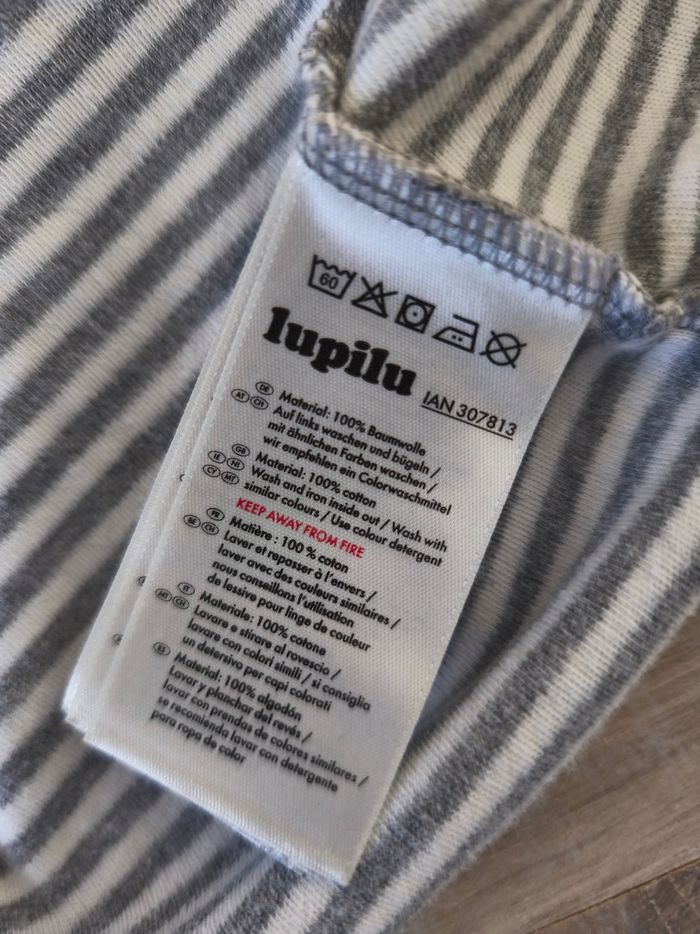 60
lupilu IAN 307813
DE AT CH Material: 100% Baumwolle
Auf links waschen und bügeln /
mit ähnlichen Farben waschen /
wir empfehlen ein Colorwaschmittel
GB IE NI CY MT Material: 100% cotton
Wash and iron inside out / Wash with
similar colours / Use colour detergent
KEEP AWAY FROM FIRE
FR BE CH Matière : 100 % coton
Laver et repasser à l'envers /
laver avec des couleurs similaires /
nous conseillons l'utilisation
de lessive pour linge de couleur
IT MT CH Materiale: 100% cotone
Lavare e stirare al rovescio /
lavare con colori simili / si consiglia
un detersivo per capi colorati
ES Material: 100% algodón
Lavar y planchar del revés /
lavar con prendas de colores similares /
se recomienda lavar con detergente
para ropa de color